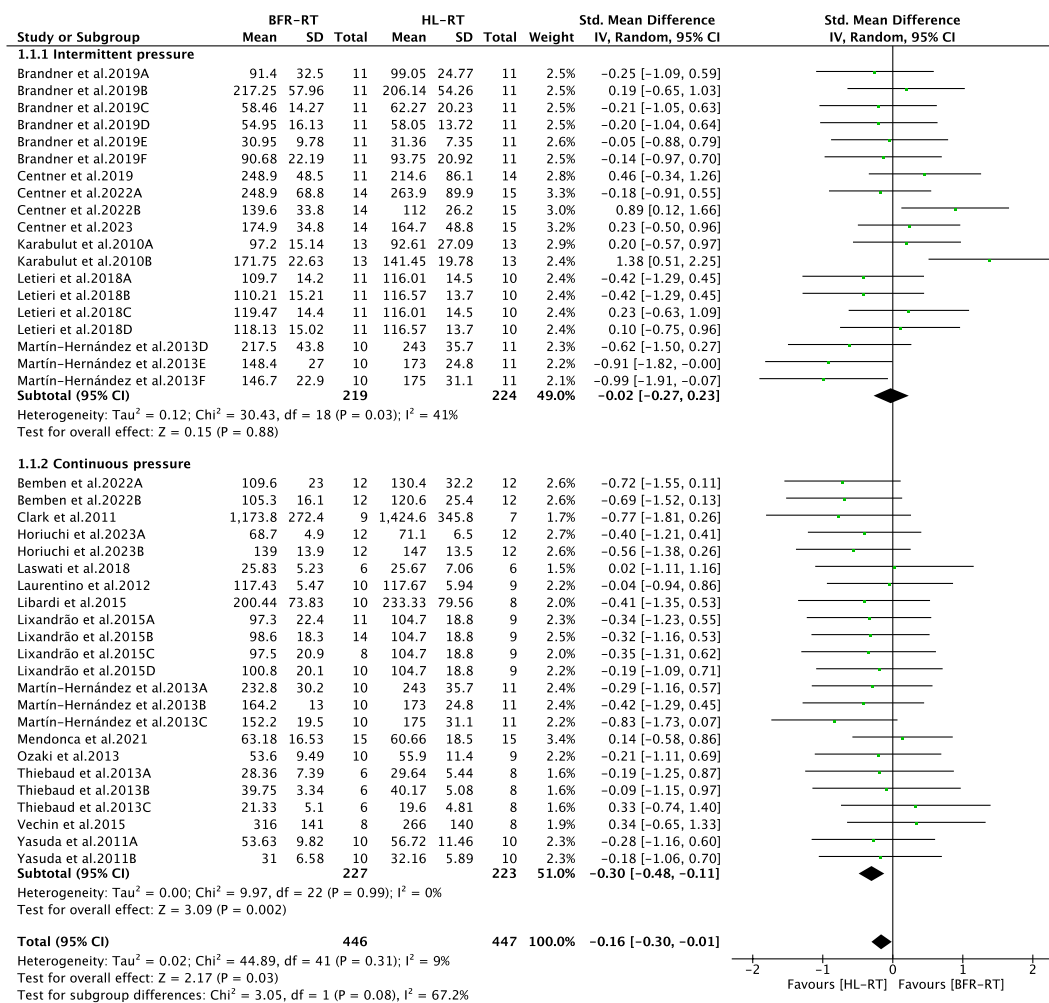 BFR−RT HL−RT Std. Mean Difference Std. Mean Difference
Study or Subgroup Mean SD Total Mean SD Total Weight IV, Random, 95% CI IV, Random, 95% CI
1.1.1 Intermittent pressure
Brandner et al.2019A 91.4 32.5 11 99.05 24.77 11 2.5% −0.25 [−1.09, 0.59]
Brandner et al.2019B 217.25 57.96 11 206.14 54.26 11 2.5% 0.19 [−0.65, 1.03]
Brandner et al.2019C 58.46 14.27 11 62.27 20.23 11 2.5% −0.21 [−1.05, 0.63]
Brandner et al.2019D 54.95 16.13 11 58.05 13.72 11 2.5% −0.20 [−1.04, 0.64]
Brandner et al.2019E 30.95 9.78 11 31.36 7.35 11 2.6% −0.05 [−0.88, 0.79]
Brandner et al.2019F 90.68 22.19 11 93.75 20.92 11 2.5% −0.14 [−0.97, 0.70]
Centner et al.2019 248.9 48.5 11 214.6 86.1 14 2.8% 0.46 [−0.34, 1.26]
Centner et al.2022A 248.9 68.8 14 263.9 89.9 15 3.3% −0.18 [−0.91, 0.55]
Centner et al.2022B 139.6 33.8 14 112 26.2 15 3.0% 0.89 [0.12, 1.66]
Centner et al.2023 174.9 34.8 14 164.7 48.8 15 3.2% 0.23 [−0.50, 0.96]
Karabulut et al.2010A 97.2 15.14 13 92.61 27.09 13 2.9% 0.20 [−0.57, 0.97]
Karabulut et al.2010B 171.75 22.63 13 141.45 19.78 13 2.4% 1.38 [0.51, 2.25]
Letieri et al.2018A 109.7 14.2 11 116.01 14.5 10 2.4% −0.42 [−1.29, 0.45]
Letieri et al.2018B 110.21 15.21 11 116.57 13.7 10 2.4% −0.42 [−1.29, 0.45]
Letieri et al.2018C 119.47 14.4 11 116.01 14.5 10 2.4% 0.23 [−0.63, 1.09]
Letieri et al.2018D 118.13 15.02 11 116.57 13.7 10 2.4% 0.10 [−0.75, 0.96]
Martín−Hernández et al.2013D 217.5 43.8 10 243 35.7 11 2.3% −0.62 [−1.50, 0.27]
Martín−Hernández et al.2013E 148.4 27 10 173 24.8 11 2.2% −0.91 [−1.82, −0.00]
Martín−Hernández et al.2013F 146.7 22.9 10 175 31.1 11 2.1% −0.99 [−1.91, −0.07]
Subtotal (95% CI) 219 224 49.0% −0.02 [−0.27, 0.23]
Heterogeneity: Tau² = 0.12; Chi² = 30.43, df = 18 (P = 0.03); I² = 41%
Test for overall effect: Z = 0.15 (P = 0.88)
1.1.2 Continuous pressure
Bemben et al.2022A 109.6 23 12 130.4 32.2 12 2.6% −0.72 [−1.55, 0.11]
Bemben et al.2022B 105.3 16.1 12 120.6 25.4 12 2.6% −0.69 [−1.52, 0.13]
Clark et al.2011 1,173.8 272.4 9 1,424.6 345.8 7 1.7% −0.77 [−1.81, 0.26]
Horiuchi et al.2023A 68.7 4.9 12 71.1 6.5 12 2.7% −0.40 [−1.21, 0.41]
Horiuchi et al.2023B 139 13.9 12 147 13.5 12 2.6% −0.56 [−1.38, 0.26]
Laswati et al.2018 25.83 5.23 6 25.67 7.06 6 1.5% 0.02 [−1.11, 1.16]
Laurentino et al.2012 117.43 5.47 10 117.67 5.94 9 2.2% −0.04 [−0.94, 0.86]
Libardi et al.2015 200.44 73.83 10 233.33 79.56 8 2.0% −0.41 [−1.35, 0.53]
Lixandrão et al.2015A 97.3 22.4 11 104.7 18.8 9 2.3% −0.34 [−1.23, 0.55]
Lixandrão et al.2015B 98.6 18.3 14 104.7 18.8 9 2.5% −0.32 [−1.16, 0.53]
Lixandrão et al.2015C 97.5 20.9 8 104.7 18.8 9 2.0% −0.35 [−1.31, 0.62]
Lixandrão et al.2015D 100.8 20.1 10 104.7 18.8 9 2.2% −0.19 [−1.09, 0.71]
Martín−Hernández et al.2013A 232.8 30.2 10 243 35.7 11 2.4% −0.29 [−1.16, 0.57]
Martín−Hernández et al.2013B 164.2 13 10 173 24.8 11 2.4% −0.42 [−1.29, 0.45]
Martín−Hernández et al.2013C 152.2 19.5 10 175 31.1 11 2.2% −0.83 [−1.73, 0.07]
Mendonca et al.2021 63.18 16.53 15 60.66 18.5 15 3.4% 0.14 [−0.58, 0.86]
Ozaki et al.2013 53.6 9.49 10 55.9 11.4 9 2.2% −0.21 [−1.11, 0.69]
Thiebaud et al.2013A 28.36 7.39 6 29.64 5.44 8 1.6% −0.19 [−1.25, 0.87]
Thiebaud et al.2013B 39.75 3.34 6 40.17 5.08 8 1.6% −0.09 [−1.15, 0.97]
Thiebaud et al.2013C 21.33 5.1 6 19.6 4.81 8 1.6% 0.33 [−0.74, 1.40]
Vechin et al.2015 316 141 8 266 140 8 1.9% 0.34 [−0.65, 1.33]
Yasuda et al.2011A 53.63 9.82 10 56.72 11.46 10 2.3% −0.28 [−1.16, 0.60]
Yasuda et al.2011B 31 6.58 10 32.16 5.89 10 2.3% −0.18 [−1.06, 0.70]
Subtotal (95% CI) 227 223 51.0% −0.30 [−0.48, −0.11]
Heterogeneity: Tau² = 0.00; Chi² = 9.97, df = 22 (P = 0.99); I² = 0%
Test for overall effect: Z = 3.09 (P = 0.002)
Total (95% CI) 446 447 100.0% −0.16 [−0.30, −0.01]
Heterogeneity: Tau² = 0.02; Chi² = 44.89, df = 41 (P = 0.31); I² = 9%
Test for overall effect: Z = 2.17 (P = 0.03)
Test for subgroup differences: Chi² = 3.05, df = 1 (P = 0.08), I² = 67.2%
−2 −1 0 1 2
Favours [HL−RT] Favours [BFR−RT]